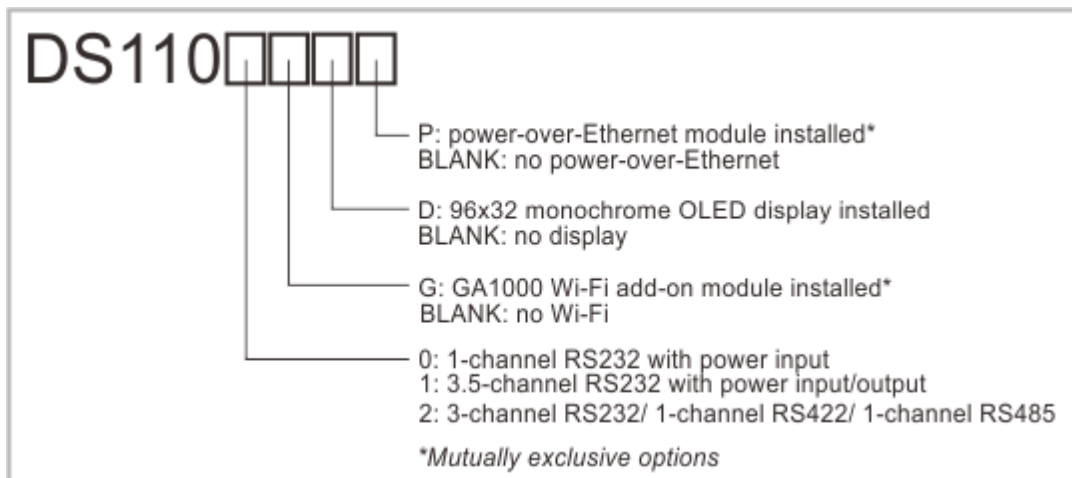 DS110
P: power-over-Ethernet module installed*
BLANK: no power-over-Ethernet
D: 96x32 monochrome OLED display installed
BLANK: no display
G: GA1000 Wi-Fi add-on module installed*
BLANK: no Wi-Fi
0: 1-channel RS232 with power input
1: 3.5-channel RS232 with power input/output
2: 3-channel RS232/ 1-channel RS422/ 1-channel RS485
*Mutually exclusive options